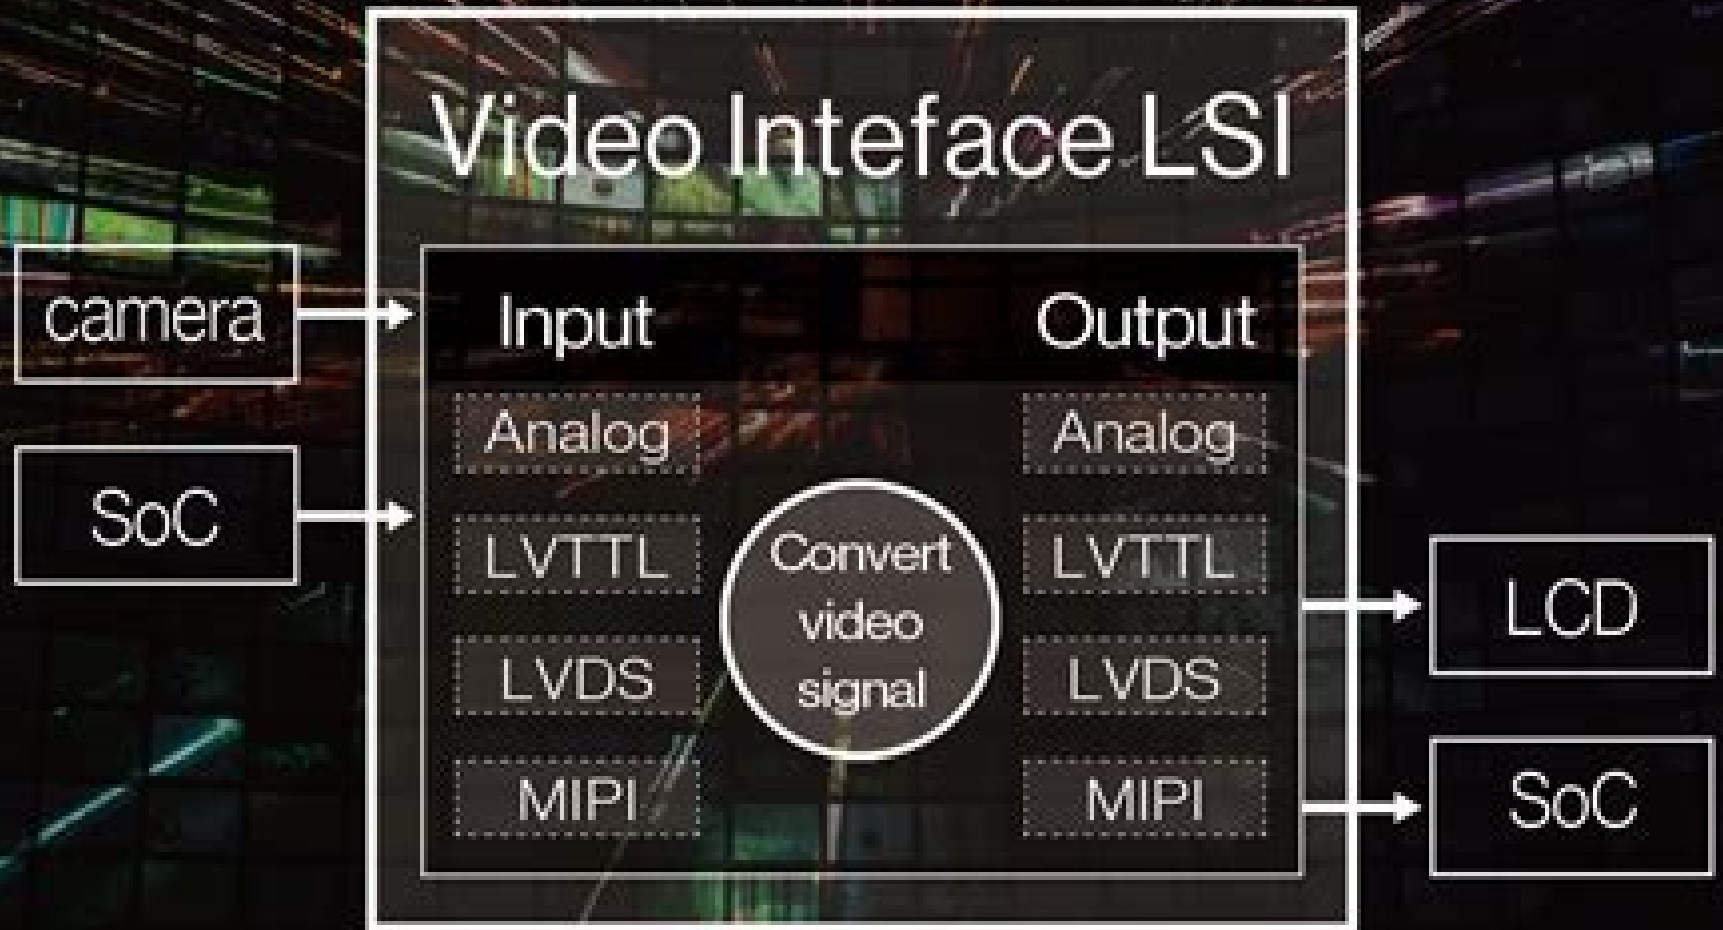 Video Inteface LSI
camera
SoC
Input
Output
Analog
LVTTL
LVDS
MIPI
Convert
video
signal
Analog
LVTTL
LVDS
MIPI
LCD
SoC